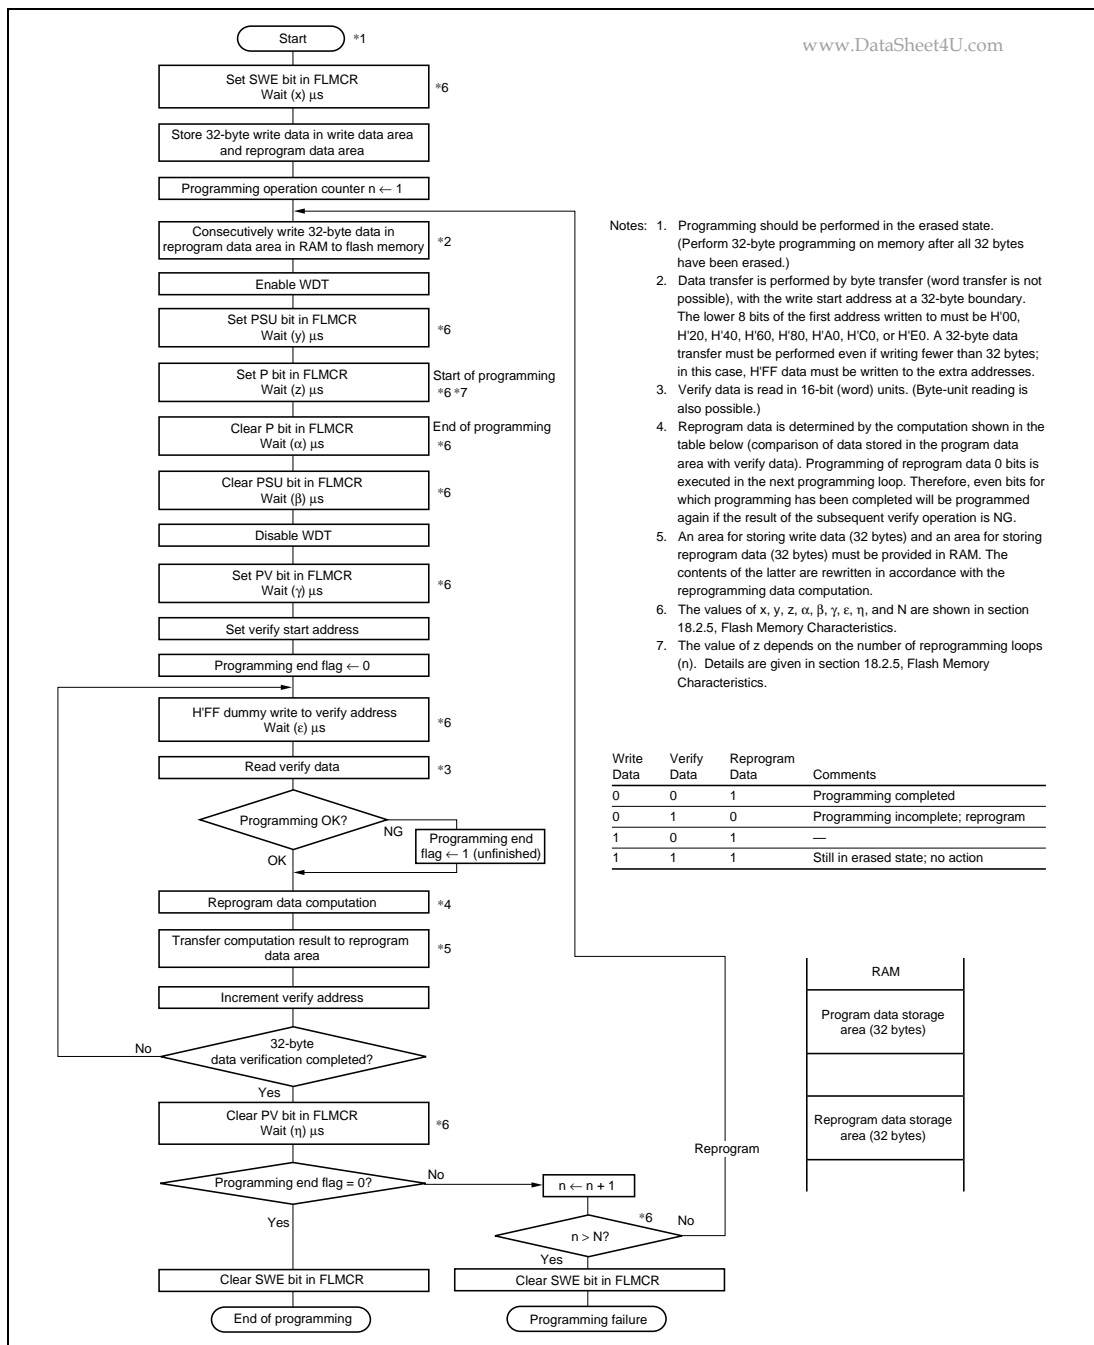 www.DataSheet4U.com
Start *1
Set SWE bit in FLMCR
Wait (x) μs
*6
Store 32-byte write data in write data area
and reprogram data area
Programming operation counter n ← 1
Consecutively write 32-byte data in
reprogram data area in RAM to flash memory
*2
Enable WDT
Set PSU bit in FLMCR
Wait (y) μs
*6
Set P bit in FLMCR
Wait (z) μs
Start of programming
*6 *7
Clear P bit in FLMCR
Wait (α) μs
End of programming
*6
Clear PSU bit in FLMCR
Wait (β) μs
*6
Disable WDT
Set PV bit in FLMCR
Wait (γ) μs
*6
Set verify start address
Programming end flag ← 0
H'FF dummy write to verify address
Wait (ε) μs
*6
Read verify data
*3
Programming OK?
NG
Programming end
flag ← 1 (unfinished)
OK
Reprogram data computation
*4
Transfer computation result to reprogram
data area
*5
Increment verify address
32-byte
data verification completed?
No
Yes
Clear PV bit in FLMCR
Wait (η) μs
*6
Programming end flag = 0?
No
Yes
n ← n + 1
n > N?
*6
No
Reprogram
Yes
Clear SWE bit in FLMCR
Clear SWE bit in FLMCR
End of programming
Programming failure
Notes: 1. Programming should be performed in the erased state.
(Perform 32-byte programming on memory after all 32 bytes
have been erased.)
2. Data transfer is performed by byte transfer (word transfer is not
possible), with the write start address at a 32-byte boundary.
The lower 8 bits of the first address written to must be H'00,
H'20, H'40, H'60, H'80, H'A0, H'C0, or H'E0. A 32-byte data
transfer must be performed even if writing fewer than 32 bytes;
in this case, H'FF data must be written to the extra addresses.
3. Verify data is read in 16-bit (word) units. (Byte-unit reading is
also possible.)
4. Reprogram data is determined by the computation shown in the
table below (comparison of data stored in the program data
area with verify data). Programming of reprogram data 0 bits is
executed in the next programming loop. Therefore, even bits for
which programming has been completed will be programmed
again if the result of the subsequent verify operation is NG.
5. An area for storing write data (32 bytes) and an area for storing
reprogram data (32 bytes) must be provided in RAM. The
contents of the latter are rewritten in accordance with the
reprogramming data computation.
6. The values of x, y, z, α, β, γ, ε, η, and N are shown in section
18.2.5, Flash Memory Characteristics.
7. The value of z depends on the number of reprogramming loops
(n). Details are given in section 18.2.5, Flash Memory
Characteristics.
Write Verify Reprogram
Data Data Data Comments
0 0 1 Programming completed
0 1 0 Programming incomplete; reprogram
1 0 1 —
1 1 1 Still in erased state; no action
RAM
Program data storage
area (32 bytes)
Reprogram data storage
area (32 bytes)